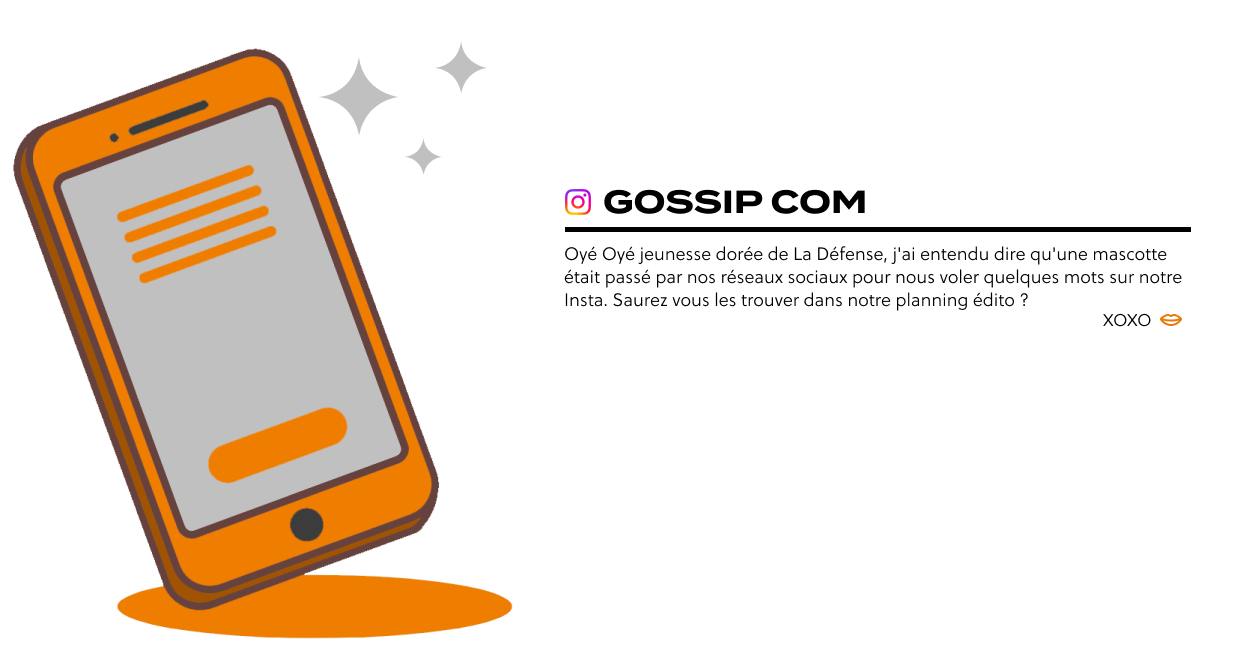 GOSSIP COM
Oyé Oyé jeunesse dorée de La Défense, j'ai entendu dire qu'une mascotte
était passé par nos réseaux sociaux pour nous voler quelques mots sur notre
Insta. Saurez vous les trouver dans notre planning édito ?
XOXO